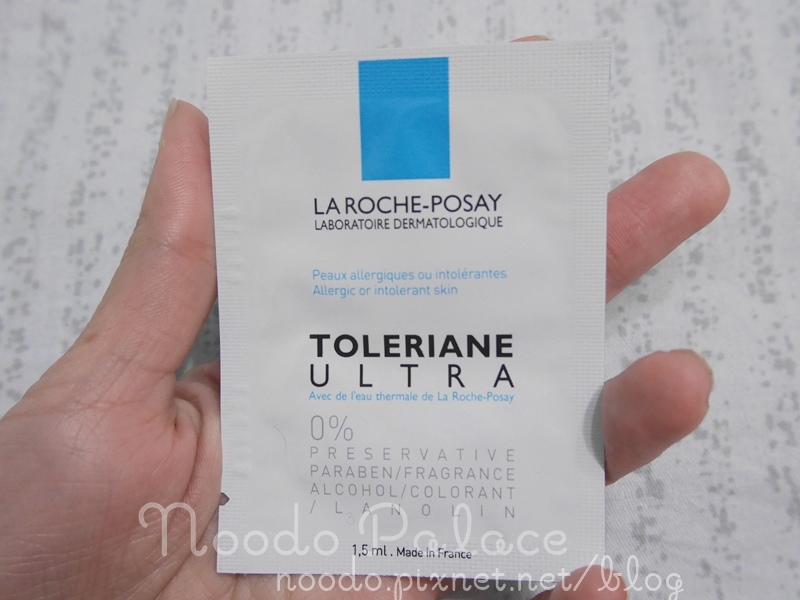 LA ROCHE-POSAY
LABORATOIRE DERMATOLOGIQUE
Peaux allergiques ou intolérantes
Allergic or intolerant skin
TOLERIANE
ULTRA
Avec de l'eau thermale de La Roche-Posay
0%
PRESERVATIVE
PARABEN/FRAGRANCE
ALCOHOL/COLORANT
/LANOLIN
Noodo Palace
1,5 ml. Made in France
noodo.pixnet.net/blog